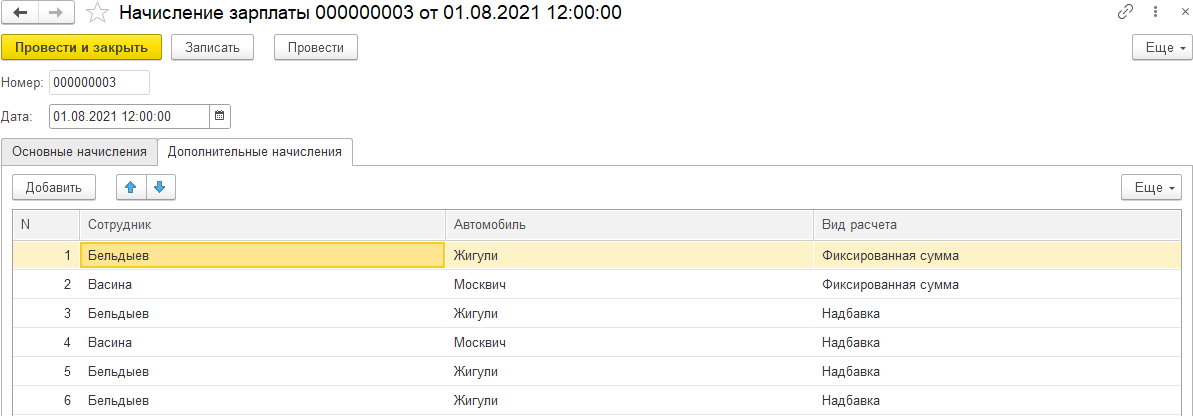 Начисление зарплаты 000000003 от 01.08.2021 12:00:00
Провести и закрыть Записать Провести Еще
Номер: 000000003
Дата: 01.08.2021 12:00:00
Основные начисления Дополнительные начисления
Добавить Еще
N Сотрудник Автомобиль Вид расчета
1 Бельдыев Жигули Фиксированная сумма
2 Васина Москвич Фиксированная сумма
3 Бельдыев Жигули Надбавка
4 Васина Москвич Надбавка
5 Бельдыев Жигули Надбавка
6 Бельдыев Жигули Надбавка